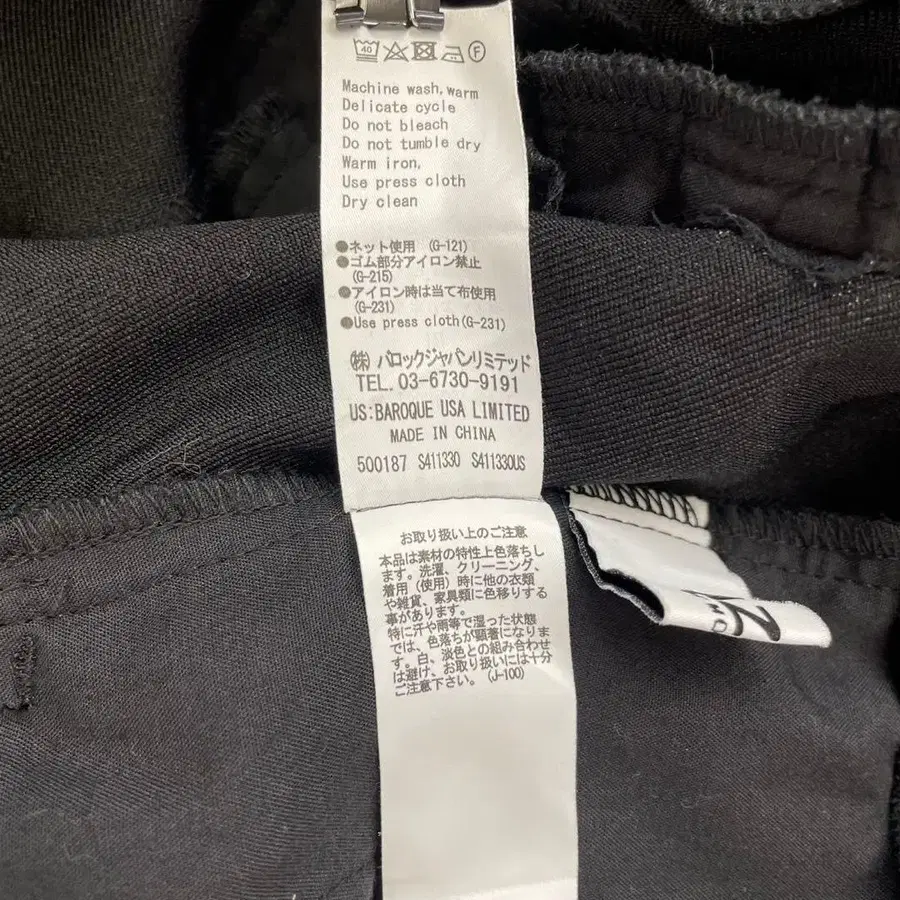 40 F
Machine wash, warm
Delicate cycle
Do not bleach
Do not tumble dry
Warm iron.
Use press cloth
Dry clean
●ネット使用 (G-121)
●ゴム部分アイロン禁止
(G-215)
●アイロン時は当て布使用
(G-231)
●Use press cloth(G-231)
㈱ バロックジャパンリミテッド
TEL. 03-6730-9191
US:BAROQUE USA LIMITED
MADE IN CHINA
500187 S411330 S411330US
お取り扱い上のご注意
本品は素材の特性上色落ちし
ます。洗濯、クリーニング、
着用(使用)時に他の衣類
や雑貨、家具類に色移りする
事があります。
特に汗や雨等で湿った状態
では、色落ちが顕著になりま
す。白、淡色との組み合わせ
は避け、お取り扱いには十分
ご注意下さい。(J-100)